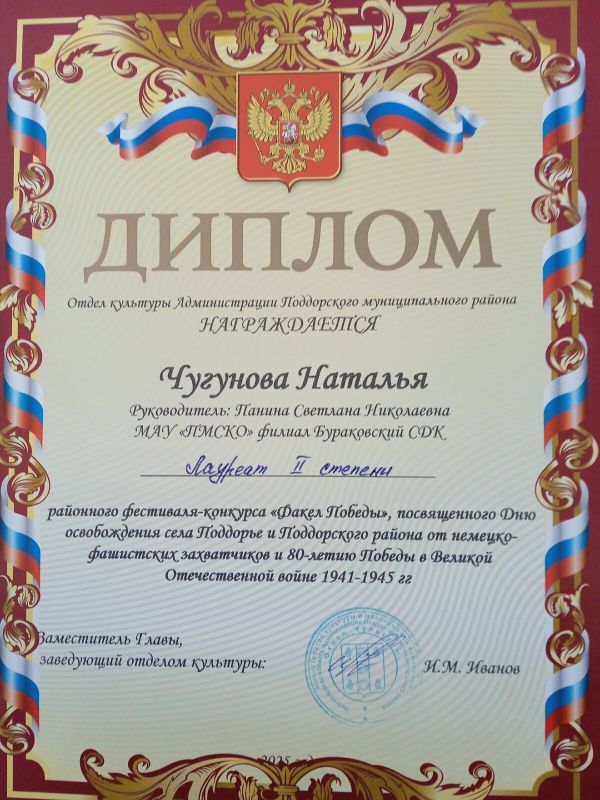 ДИПЛОМ
Отдел культуры Администрации Поддорского муниципального района
НАГРАЖДАЕТСЯ
Чугунова Наталья
Руководитель: Панина Светлана Николаевна
МАУ «ПМСКО» филиал Бураковский СДК
Лауреат II степени
районного фестиваля-конкурса «Факел Победы», посвященного Дню
освобождения села Поддорье и Поддорского района от немецко-
фашистских захватчиков и 80-летию Победы в Великой
Отечественной войне 1941-1945 гг
Заместитель Главы,
заведующий отделом культуры:
И.М. Иванов
2025 год